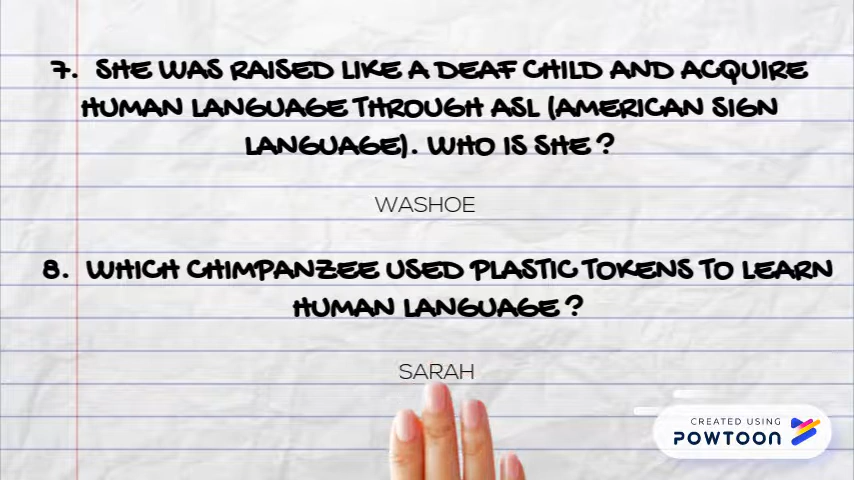 7. SHE WAS RAISED LIKE A DEAF CHILD AND ACQUIRE
HUMAN LANGUAGE THROUGH ASL (AMERICAN SIGN
LANGUAGE). WHO IS SHE?
WASHOE
8. WHICH CHIMPANZEE USED PLASTIC TOKENS TO LEARN
HUMAN LANGUAGE?
SARAH
CREATED USING
POWTOON